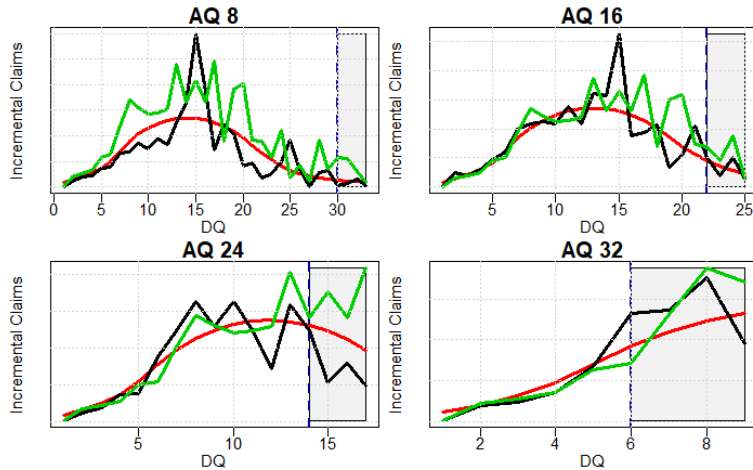 AQ 8
Incremental Claims
0 5 10 15 20 25 30
DQ
AQ 16
Incremental Claims
5 10 15 20 25
DQ
AQ 24
Incremental Claims
5 10 15
DQ
AQ 32
Incremental Claims
2 4 6 8
DQ